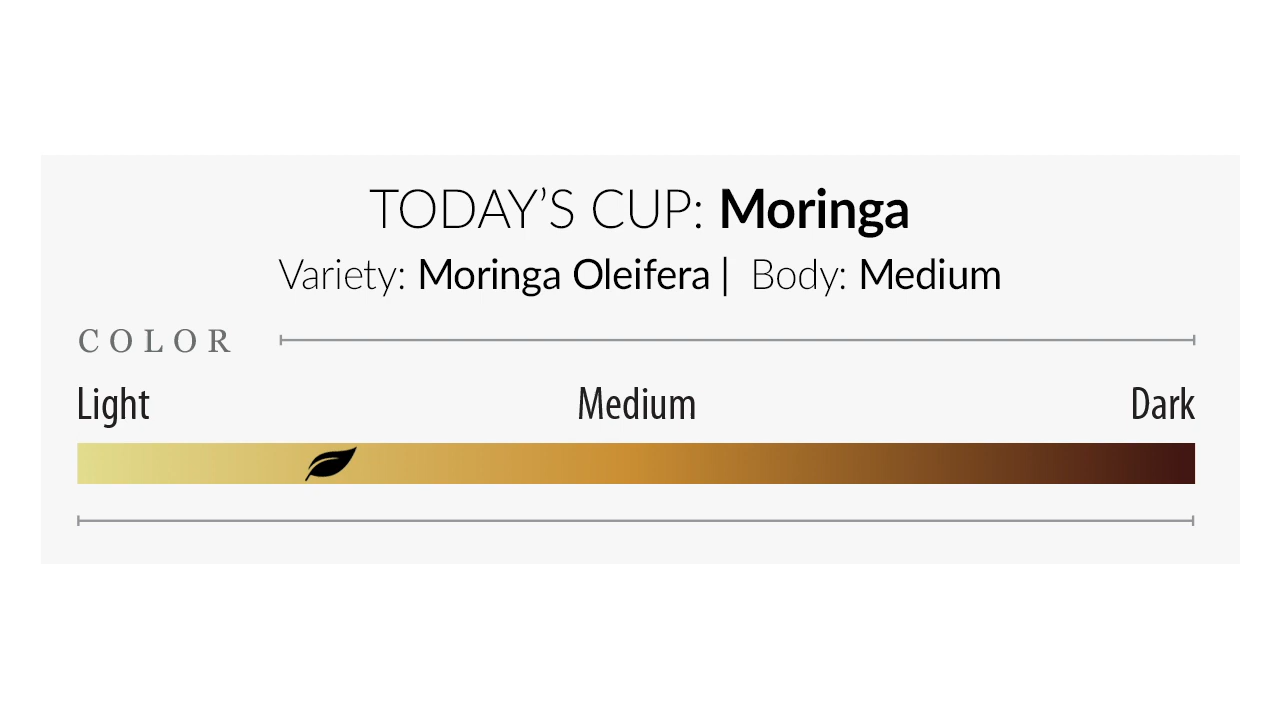 TODAY’S CUP: Moringa
Variety: Moringa Oleifera | Body: Medium
COLOR
Light Medium Dark